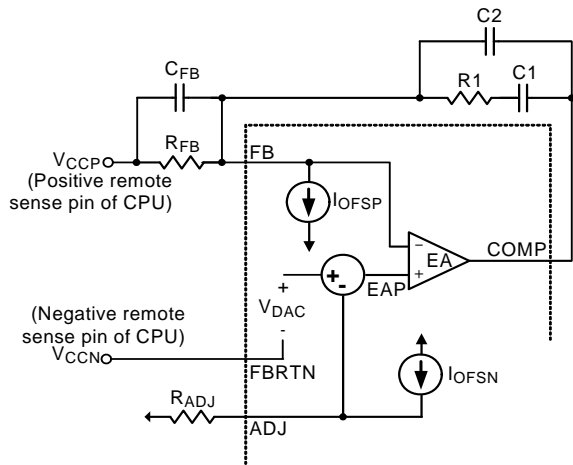 C2
CFB
R1
C1
RFB
VCCP
(Positive remote
sense pin of CPU)
FB
IOFSP
EA
COMP
EAP
+
-
+
-
−
+
VDAC
(Negative remote
sense pin of CPU)
VCCN
FBRTN
IOFSN
RADJ
ADJ